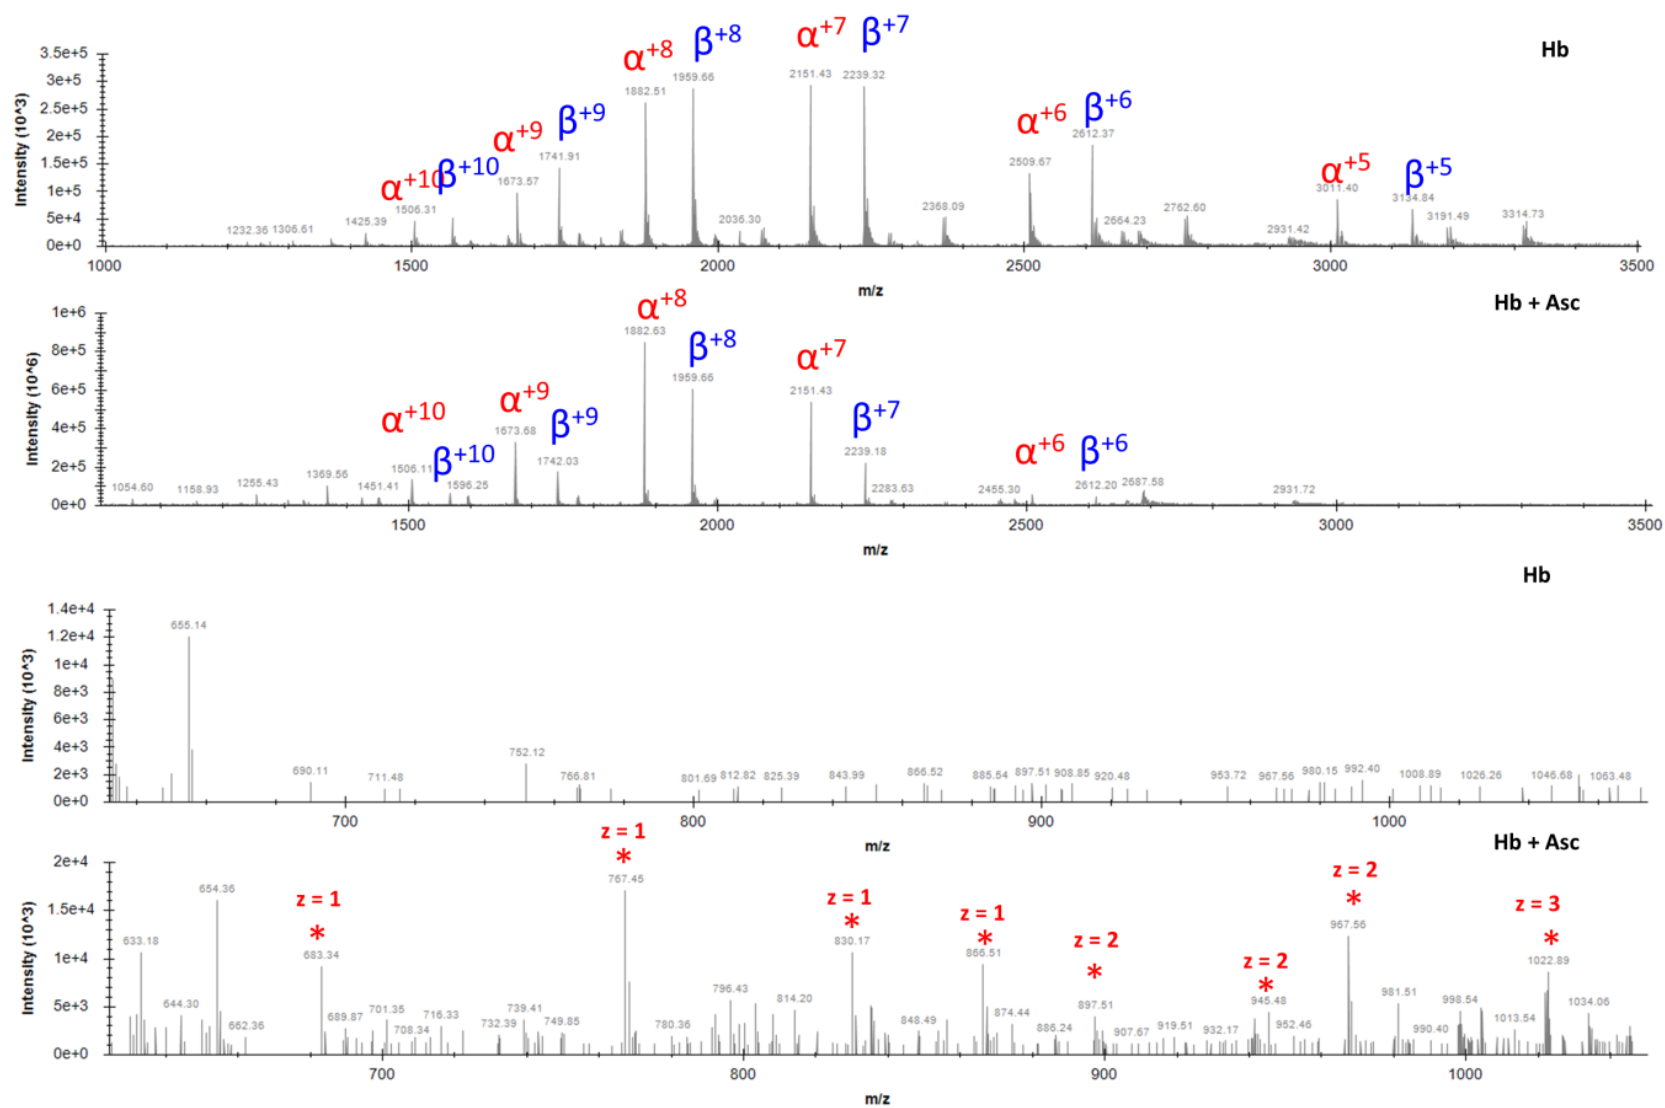 Hb
α+8 β+8 α+7 β+7
α+10 β+10 α+9 β+9 α+6 β+6 α+5 β+5
Intensity (10^3)
3.5e+5
3e+5
2.5e+5
2e+5
1.5e+5
1e+5
5e+4
0e+0
1232.36 1306.61 1425.39 1506.31 1673.57 1741.91 1882.51 1959.66 2036.30 2151.43 2239.32 2368.09 2509.67 2612.37 2664.23 2762.60 2931.42 3011.40 3134.84 3191.49 3314.73
1000 1500 2000 2500 3000 3500
m/z
Hb + Asc
α+10 β+10 α+9 β+9 α+8 β+8 α+7 β+7 α+6 β+6
Intensity (10^6)
1e+6
8e+5
6e+5
4e+5
2e+5
0e+0
1054.60 1158.93 1255.43 1369.56 1451.41 1506.11 1596.25 1673.68 1742.03 1882.63 1959.66 2151.43 2239.18 2283.63 2455.30 2612.20 2687.58 2931.72
1500 2000 2500 3000 3500
m/z
Hb
Intensity (10^3)
1.4e+4
1.2e+4
1e+4
8e+3
6e+3
4e+3
2e+3
0e+0
655.14 690.11 711.48 752.12 766.81 801.69 812.82 825.39 843.99 866.52 885.54 897.51 908.85 920.48 953.72 967.56 980.15 992.40 1008.89 1026.26 1046.68 1063.48
700 800 900 1000
m/z
Hb + Asc
z = 1 z = 1 z = 1 z = 1 z = 2 z = 2 z = 2 z = 3
* * * * * * * *
Intensity (10^3)
2e+4
1.5e+4
1e+4
5e+3
0e+0
633.18 644.30 654.36 662.36 683.34 689.87 701.35 708.34 716.33 732.39 739.41 749.85 767.45 780.36 796.43 814.20 830.17 848.49 866.51 874.44 886.24 897.51 907.67 919.51 932.17 945.48 952.46 967.56 981.51 990.40 998.54 1013.54 1022.89 1034.06
700 800 900 1000
m/z